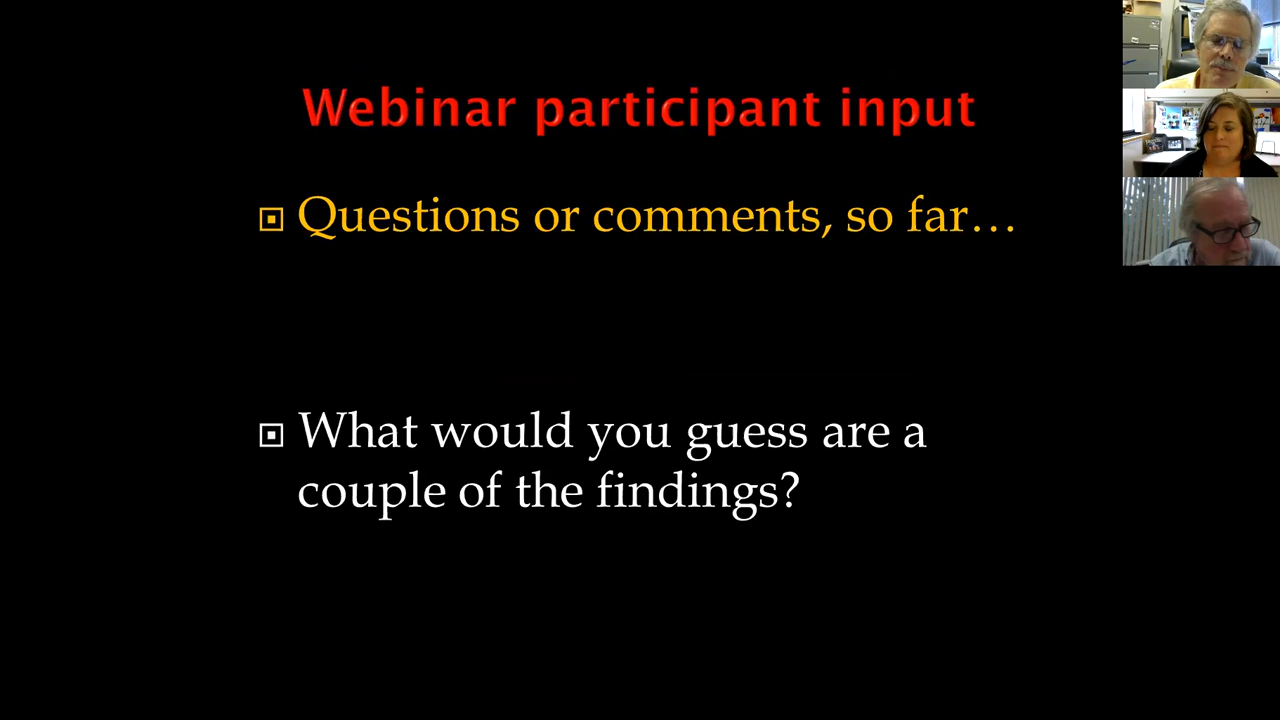 Webinar participant input
Questions or comments, so far…
What would you guess are a
couple of the findings?